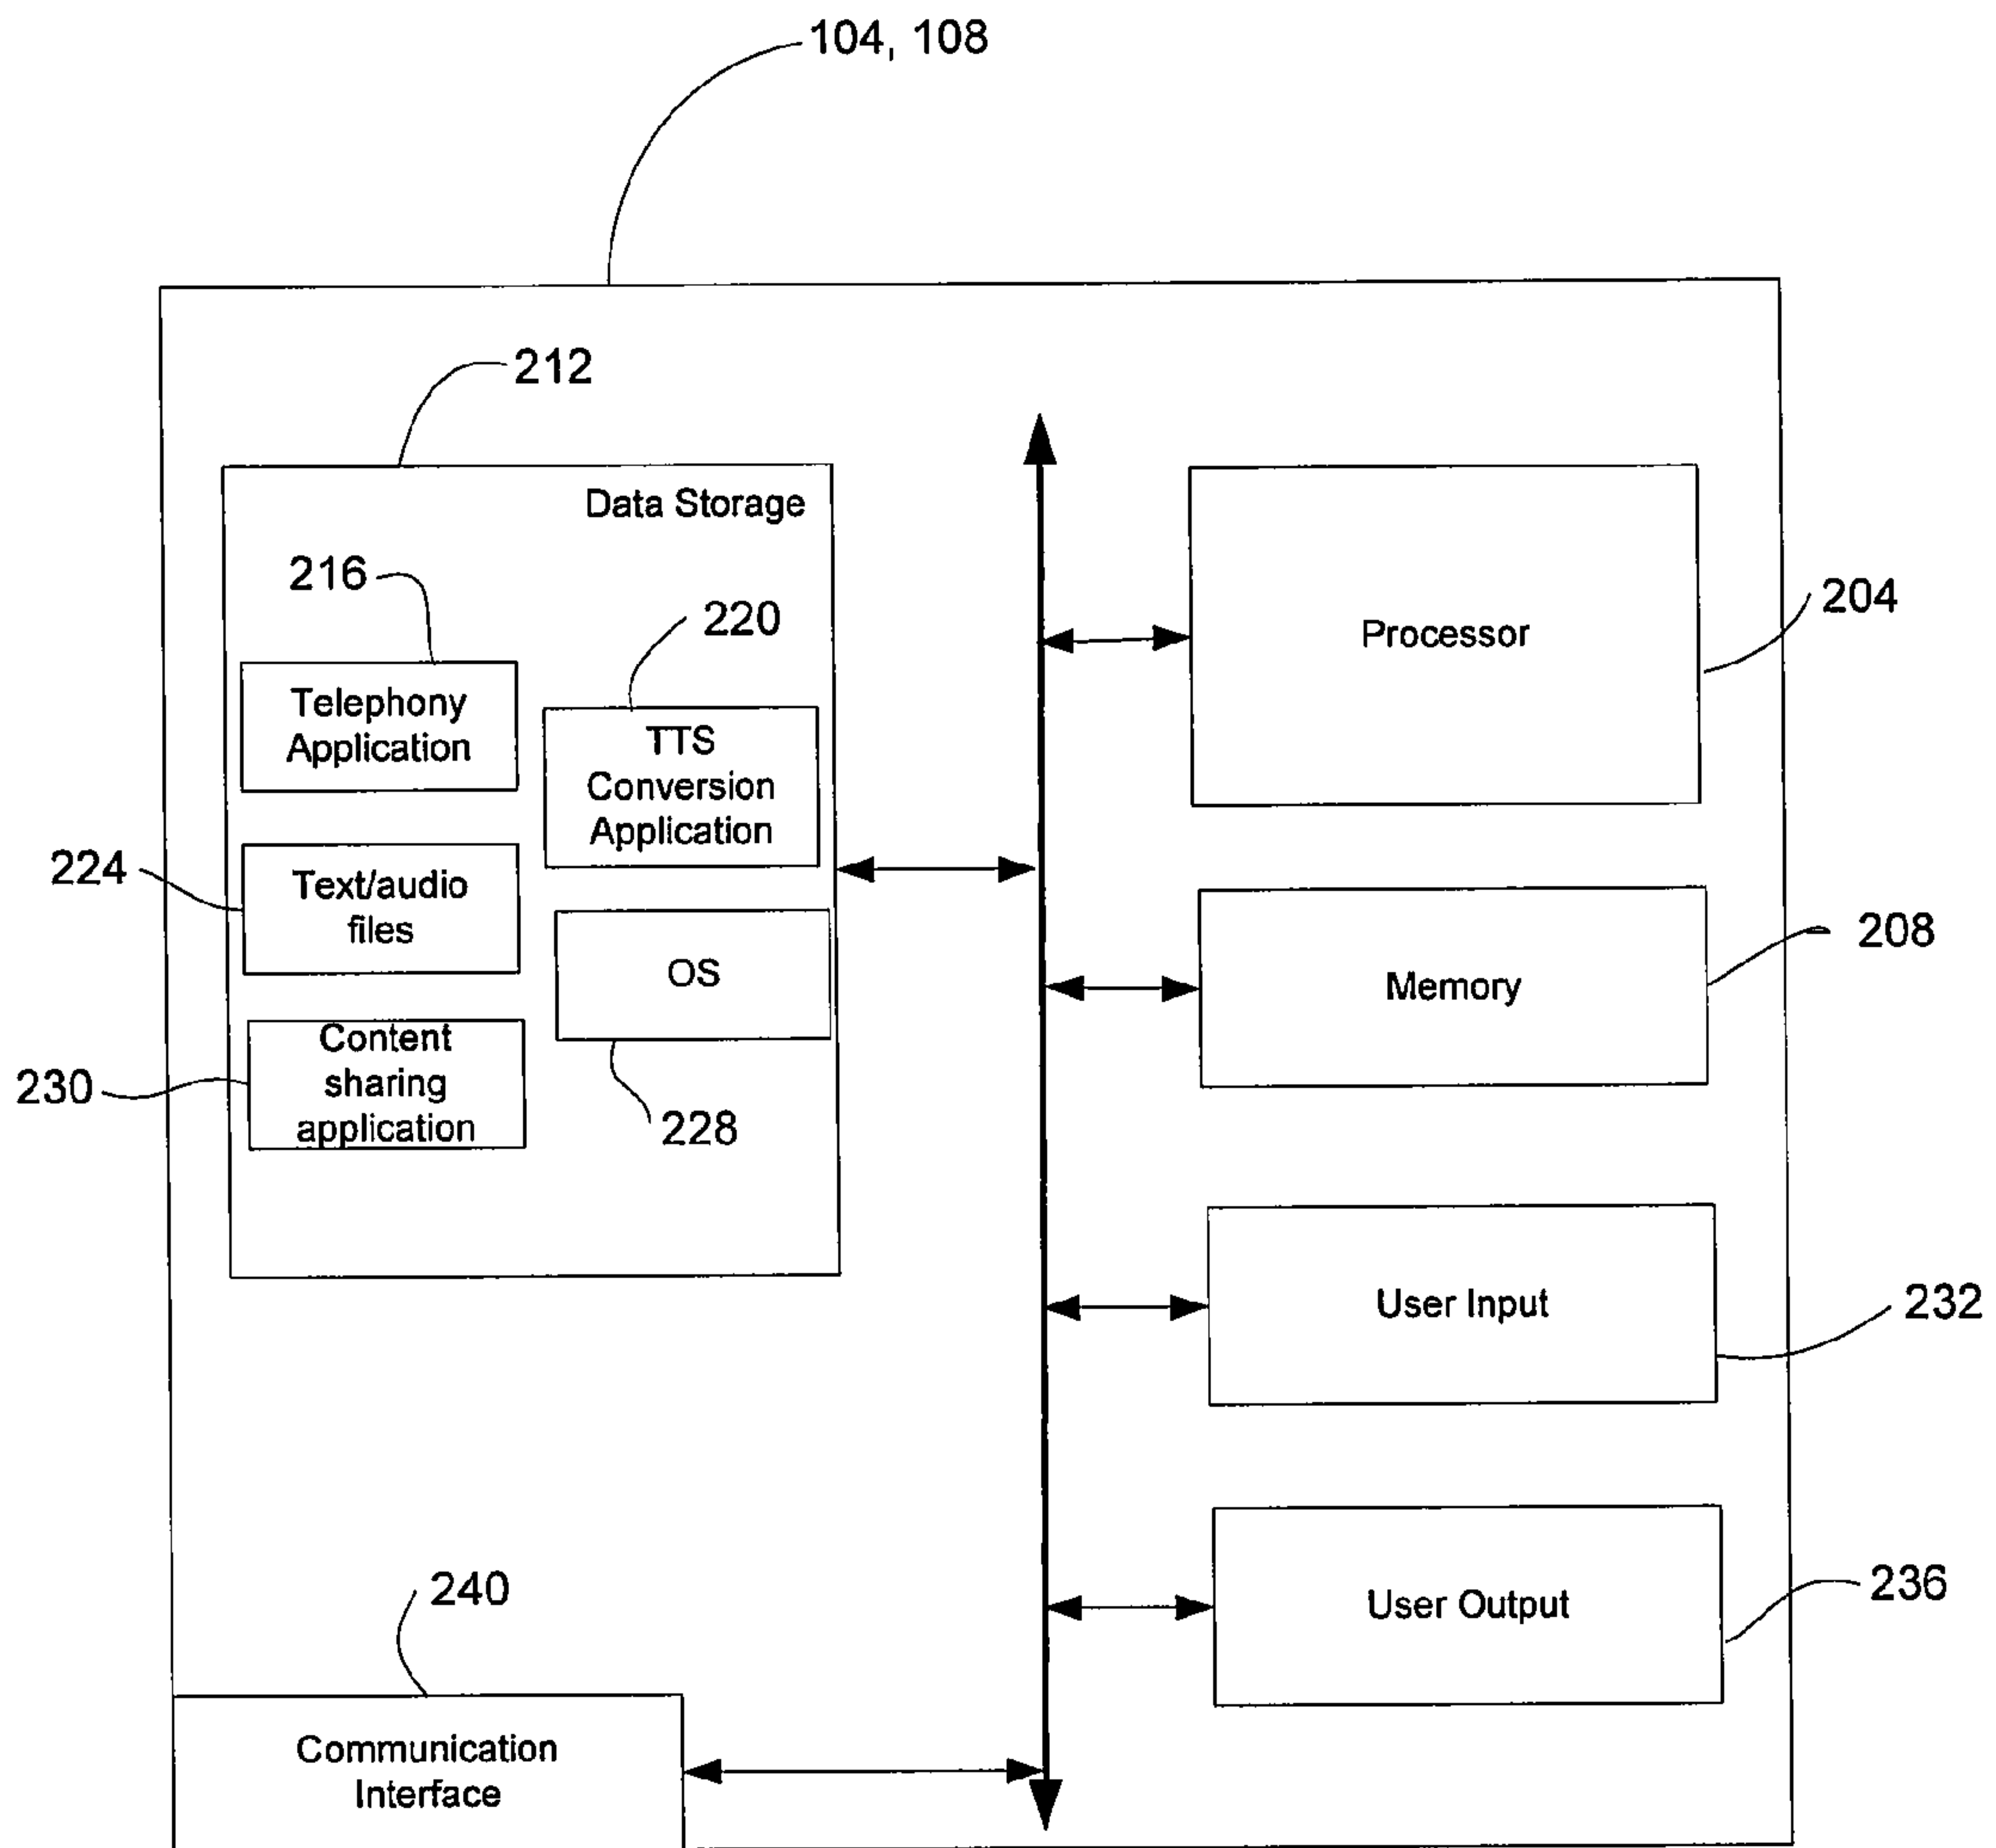 104, 108
212
Data Storage
216
220
204
Telephony
Application
TTS
Conversion
Application
Processor
224
Text/audio
files
OS
208
Memory
230
Content
sharing
application
228
User Input
232
240
User Output
236
Communication
Interface